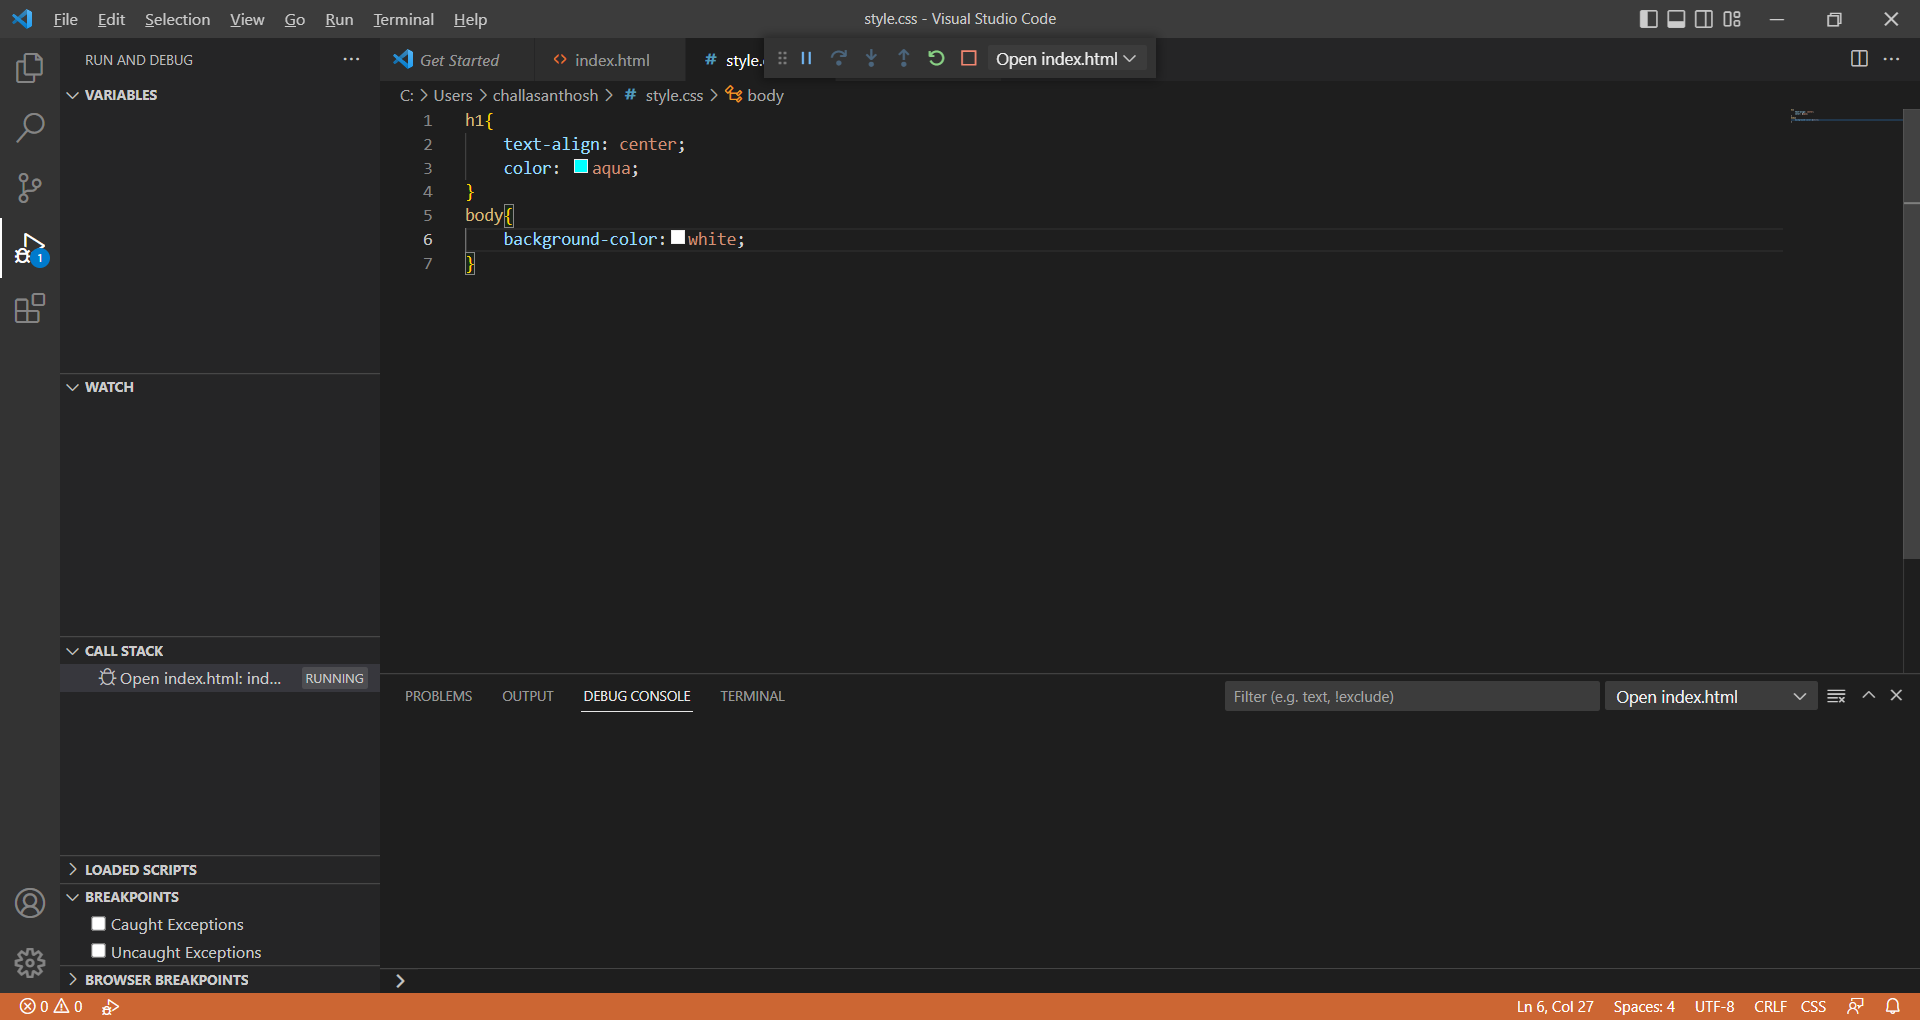 File Edit Selection View Go Run Terminal Help
style.css - Visual Studio Code
RUN AND DEBUG
Get Started
index.html
style.
Open index.html
VARIABLES
C: > Users > challasanthosh > # style.css > body
1 h1{
2 text-align: center;
3 color: aqua;
4 }
5 body{
6 background-color: white;
7 }
1
WATCH
CALL STACK
Open index.html: ind... RUNNING
PROBLEMS OUTPUT DEBUG CONSOLE TERMINAL
Filter (e.g. text, !exclude)
Open index.html
LOADED SCRIPTS
BREAKPOINTS
Caught Exceptions
Uncaught Exceptions
BROWSER BREAKPOINTS
0 0
Ln 6, Col 27 Spaces: 4 UTF-8 CRLF CSS